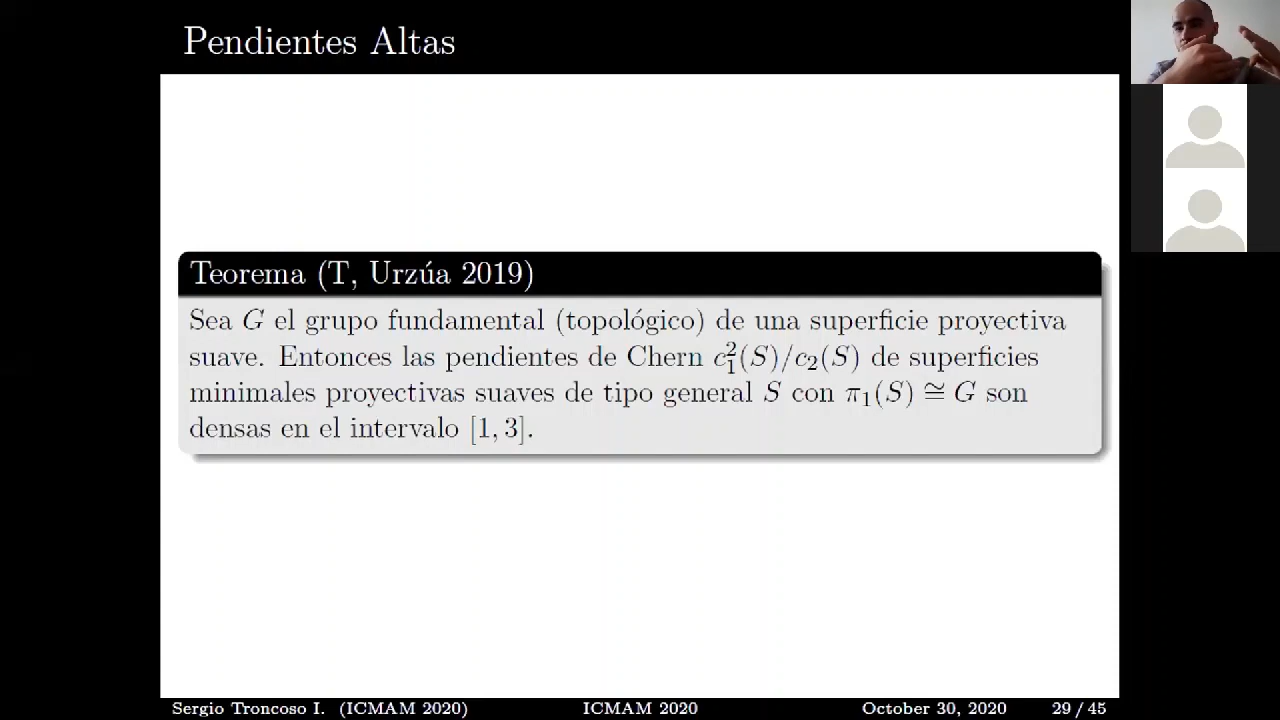 Pendientes Altas
Teorema (T, Urzúa 2019)
Sea G el grupo fundamental (topológico) de una superficie proyectiva
suave. Entonces las pendientes de Chern c₁²(S)/c₂(S) de superficies
minimales proyectivas suaves de tipo general S con π₁(S) ≅ G son
densas en el intervalo [1, 3].
Sergio Troncoso I. (ICMAM 2020) ICMAM 2020 October 30, 2020 29 / 45